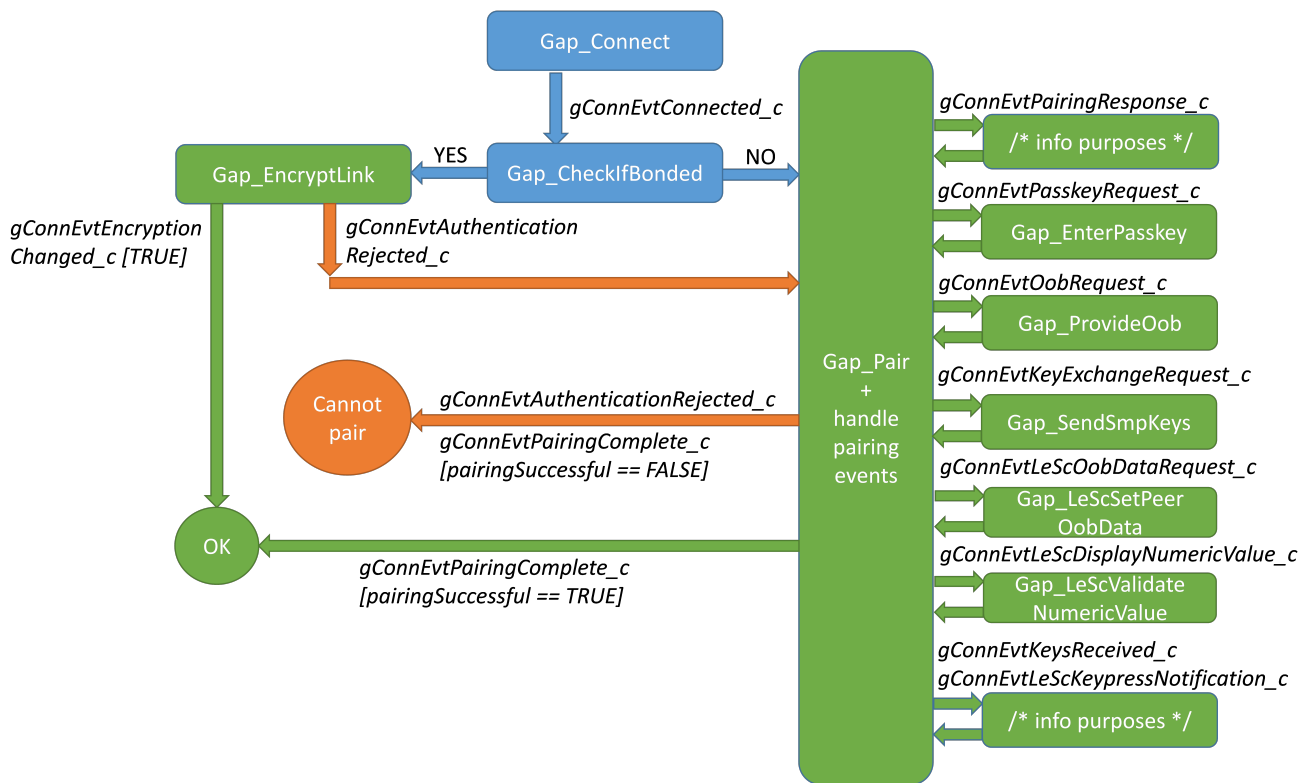 Gap_Connect
gConnEvtConnected_c
YES
Gap_CheckIfBonded
NO
Gap_EncryptLink
gConnEvtEncryption
Changed_c [TRUE]
gConnEvtAuthentication
Rejected_c
Cannot
pair
gConnEvtAuthenticationRejected_c
gConnEvtPairingComplete_c
[pairingSuccessful == FALSE]
OK
gConnEvtPairingComplete_c
[pairingSuccessful == TRUE]
Gap_Pair
+
handle
pairing
events
gConnEvtPairingResponse_c
/* info purposes */
gConnEvtPasskeyRequest_c
Gap_EnterPasskey
gConnEvtOobRequest_c
Gap_ProvideOob
gConnEvtKeyExchangeRequest_c
Gap_SendSmpKeys
gConnEvtLeScOobDataRequest_c
Gap_LeScSetPeer
OobData
gConnEvtLeScDisplayNumericValue_c
Gap_LeScValidate
NumericValue
gConnEvtKeysReceived_c
gConnEvtLeScKeypressNotification_c
/* info purposes */